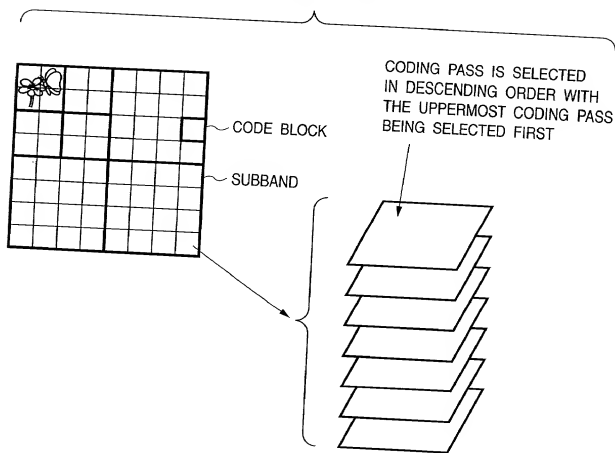 CODING PASS IS SELECTED
IN DESCENDING ORDER WITH
THE UPPERMOST CODING PASS
BEING SELECTED FIRST
CODE BLOCK
SUBBAND